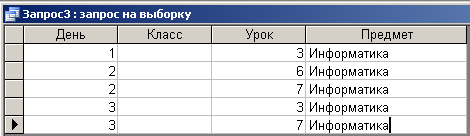 Запрос3 : запрос на выборку
День Класс Урок Предмет
1 3 Информатика
2 6 Информатика
2 7 Информатика
3 3 Информатика
3 7 Информатика